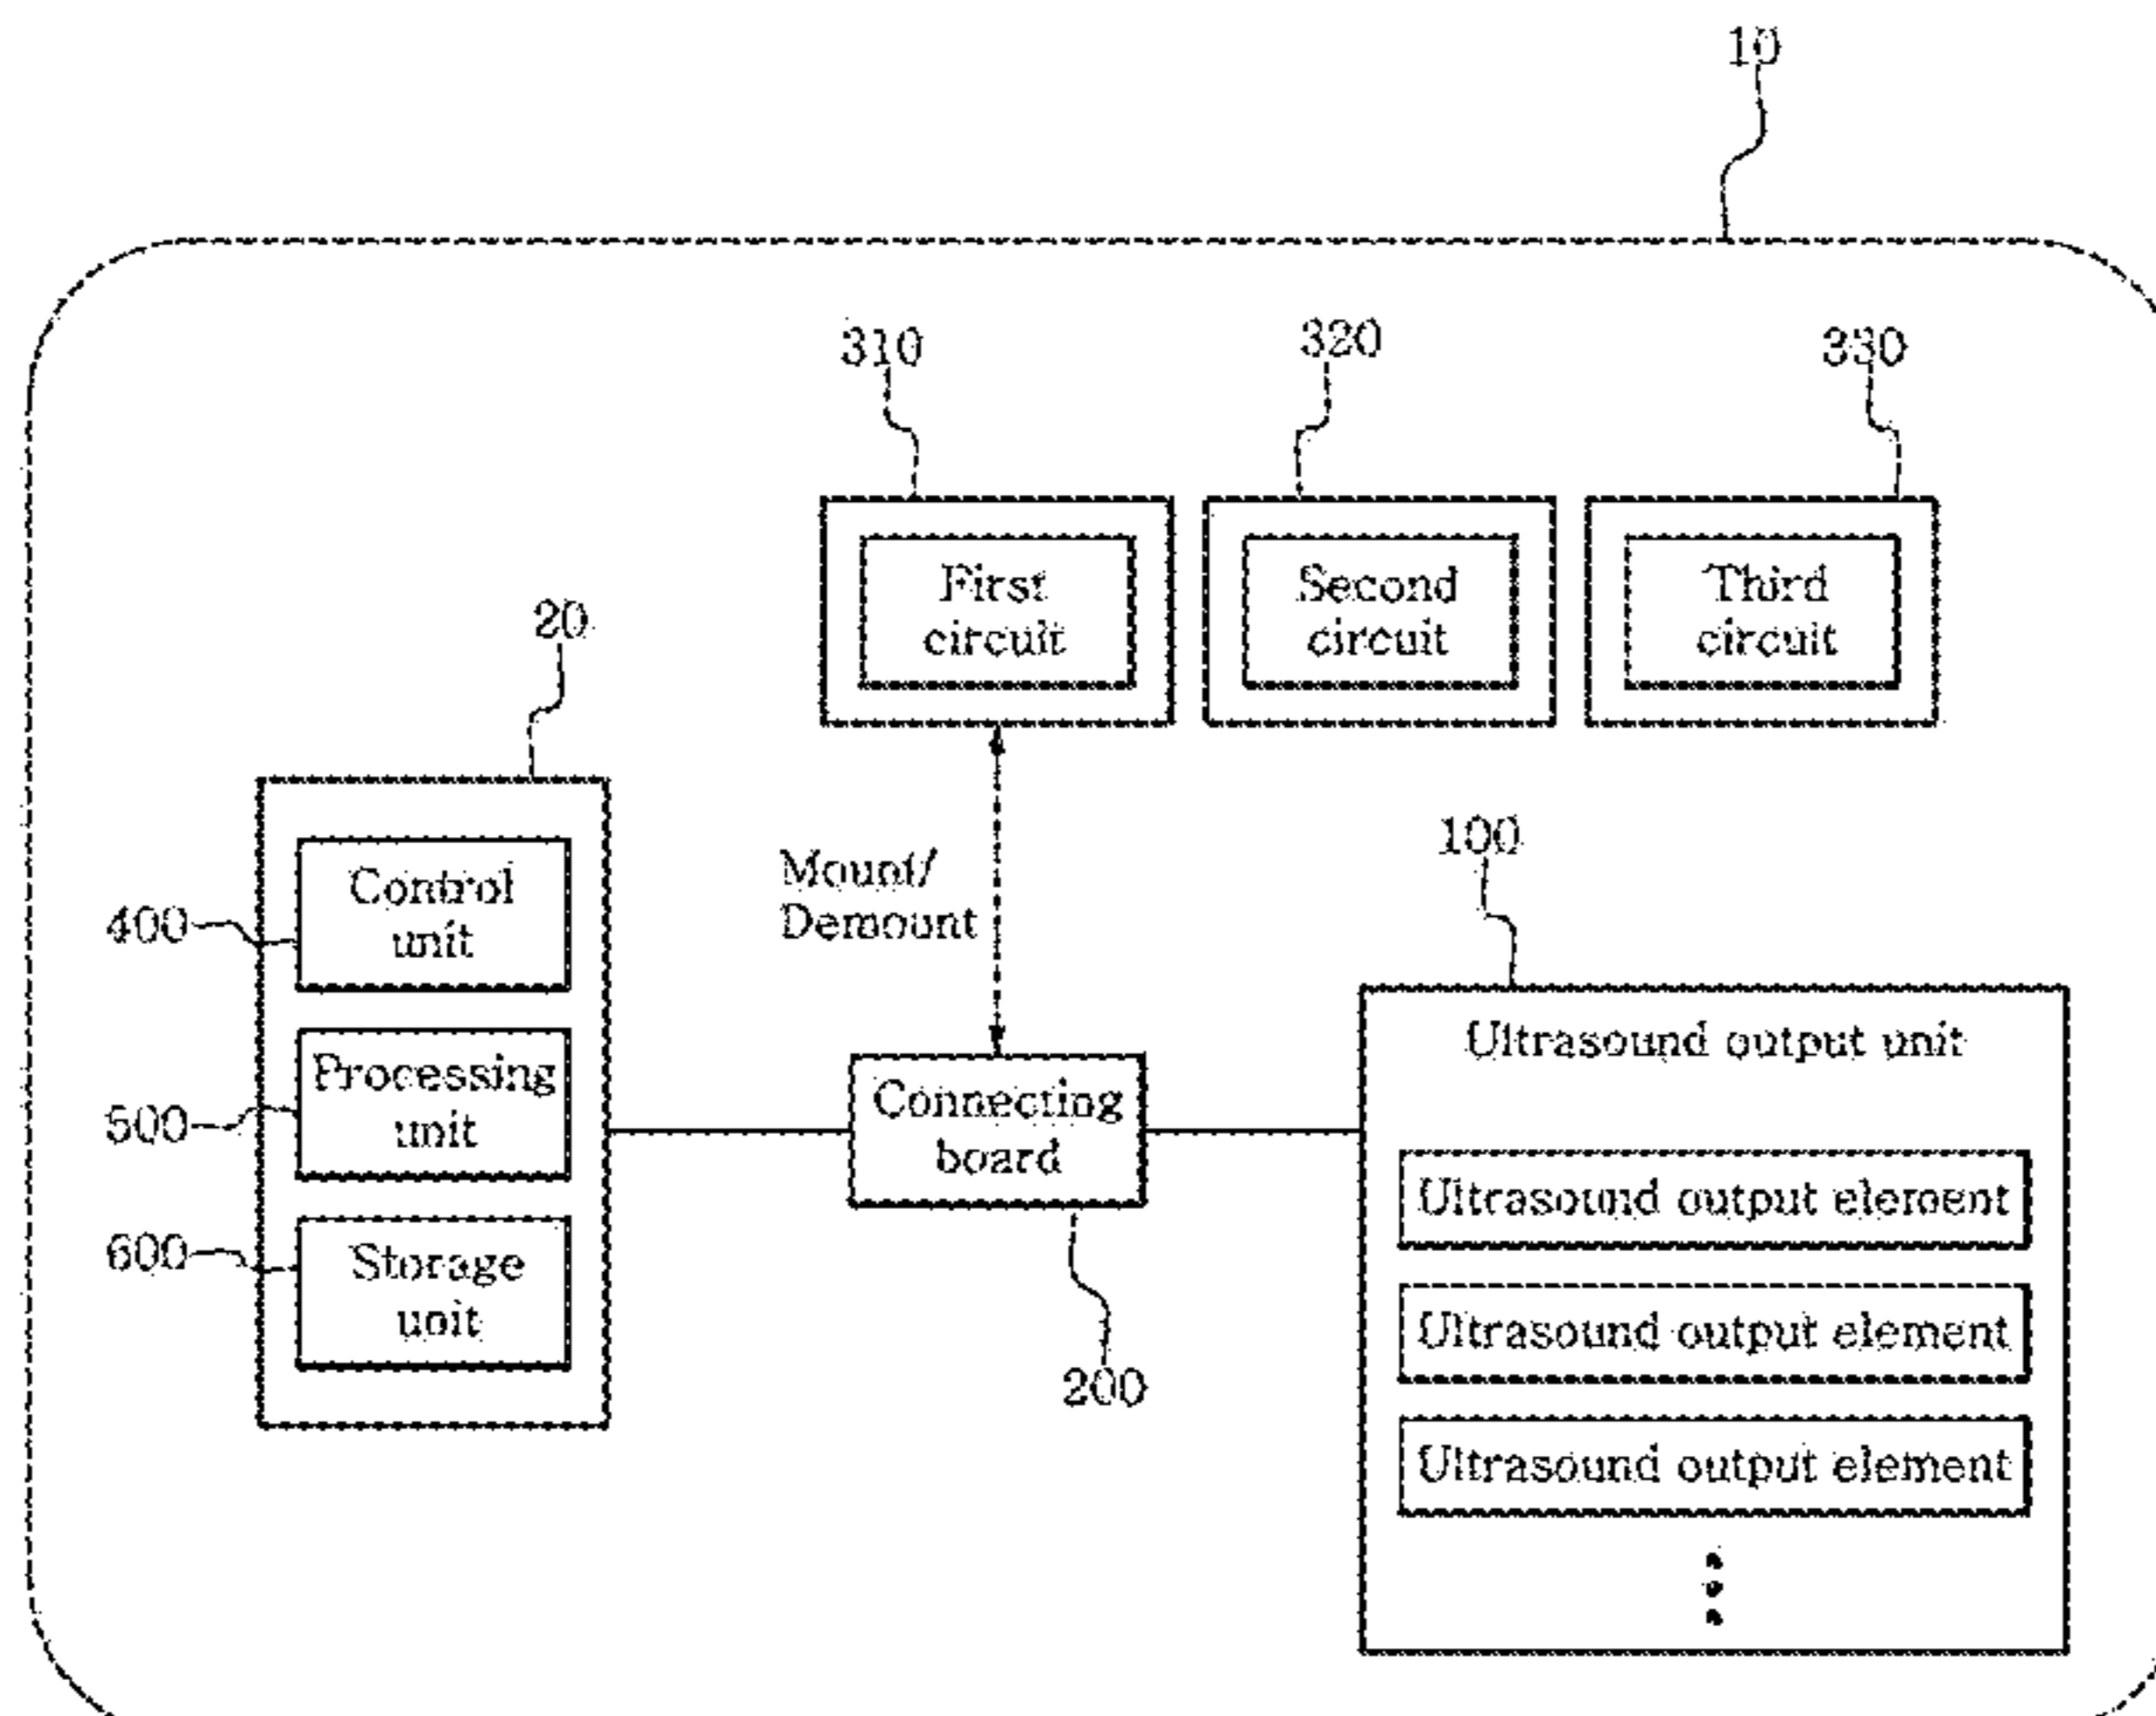 10
310
320
330
First
circuit
Second
circuit
Third
circuit
20
Control
unit
400
Processing
unit
500
Storage
unit
600
Mount/
Demount
Connecting
board
200
100
Ultrasound output unit
Ultrasound output element
Ultrasound output element
Ultrasound output element